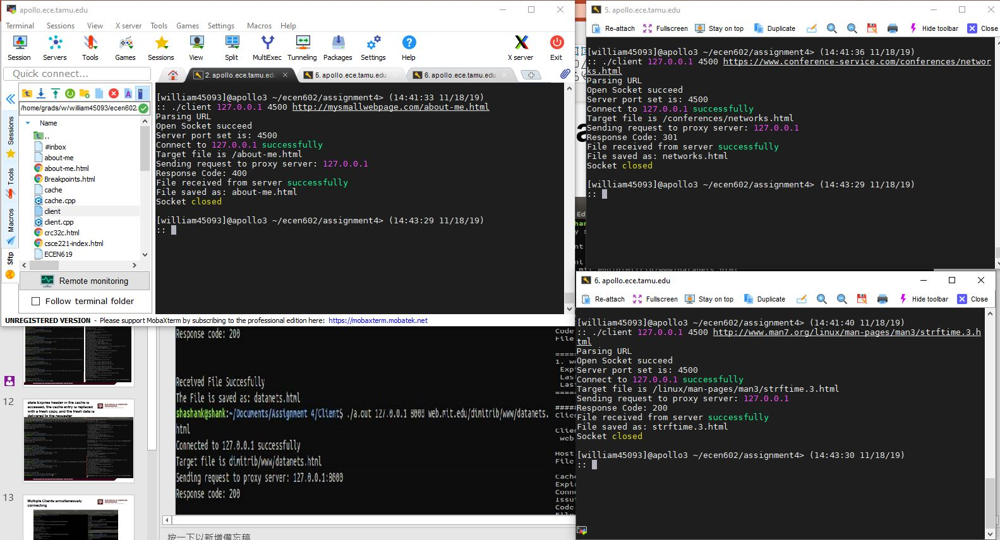 apollo.ece.tamu.edu
Terminal Sessions View X server Tools Games Settings Macros Help
Session Servers Tools Games Sessions View Split MultiExec Tunneling Packages Settings Help X server Exit
Quick connect...
2. apollo.ece.tamu.edu
5. apollo.ece.tamu.edu
6. apollo.ece.tamu.edu
Sessions
Tools
Macros
Sftp
/home/grads/w/william45093/ecen602/
Name
..
#inbox
about-me
about-me.html
Breakpoints.html
cache
cache.cpp
client
client.cpp
crc32c.html
csce221-index.html
ECEN619
Remote monitoring
Follow terminal folder
[william45093]@apollo3 ~/ecen602/assignment4> (14:41:33 11/18/19)
:: ./client 127.0.0.1 4500 http://mysmallwebpage.com/about-me.html
Parsing URL
Open Socket succeed
Server port set is: 4500
Connect to 127.0.0.1 successfully
Target file is /about-me.html
Sending request to proxy server: 127.0.0.1
Response Code: 400
File received from server successfully
File saved as: about-me.html
Socket closed
[william45093]@apollo3 ~/ecen602/assignment4> (14:43:29 11/18/19)
::
UNREGISTERED VERSION - Please support MobaXterm by subscribing to the professional edition here: https://mobaxterm.mobatek.net
5. apollo.ece.tamu.edu
Re-attach Fullscreen Stay on top Duplicate Hide toolbar Close
[william45093]@apollo3 ~/ecen602/assignment4> (14:41:36 11/18/19)
:: ./client 127.0.0.1 4500 https://www.conference-service.com/conferences/networ
ks.html
Parsing URL
Open Socket succeed
Server port set is: 4500
Connect to 127.0.0.1 successfully
Target file is /conferences/networks.html
Sending request to proxy server: 127.0.0.1
Response Code: 301
File received from server successfully
File saved as: networks.html
Socket closed
[william45093]@apollo3 ~/ecen602/assignment4> (14:43:29 11/18/19)
::
6. apollo.ece.tamu.edu
Re-attach Fullscreen Stay on top Duplicate Hide toolbar Close
[william45093]@apollo3 ~/ecen602/assignment4> (14:41:40 11/18/19)
:: ./client 127.0.0.1 4500 http://www.man7.org/linux/man-pages/man3/strftime.3.h
tml
Parsing URL
Open Socket succeed
Server port set is: 4500
Connect to 127.0.0.1 successfully
Target file is /linux/man-pages/man3/strftime.3.html
Sending request to proxy server: 127.0.0.1
Response Code: 200
File received from server successfully
File saved as: strftime.3.html
Socket closed
[william45093]@apollo3 ~/ecen602/assignment4> (14:43:30 11/18/19)
::
12
stale Expires header in the cache is
accessed, the cache entry is replaced
with a fresh copy, and the fresh data is
delivered to the requester
13
Multiple Clients simultaneously
connecting
Response code: 200
Received File Succesfully
The File is saved as: datanets.html
shashank@shank:~/Documents/Assignment 4/Client$ ./a.out 127.0.0.1 8000 web.mit.edu/dimitrib/www/datanets.
html
Connected to 127.0.0.1 successfully
Target file is dimitrib/www/datanets.html
Sending request to proxy server: 127.0.0.1:8000
Response code: 200
Code
File
1. we
Exp
Las
Las
Clien
Clien
web
Host
File
Cache
Expir
Conne
Issu
Code
按一下以新增備忘稿